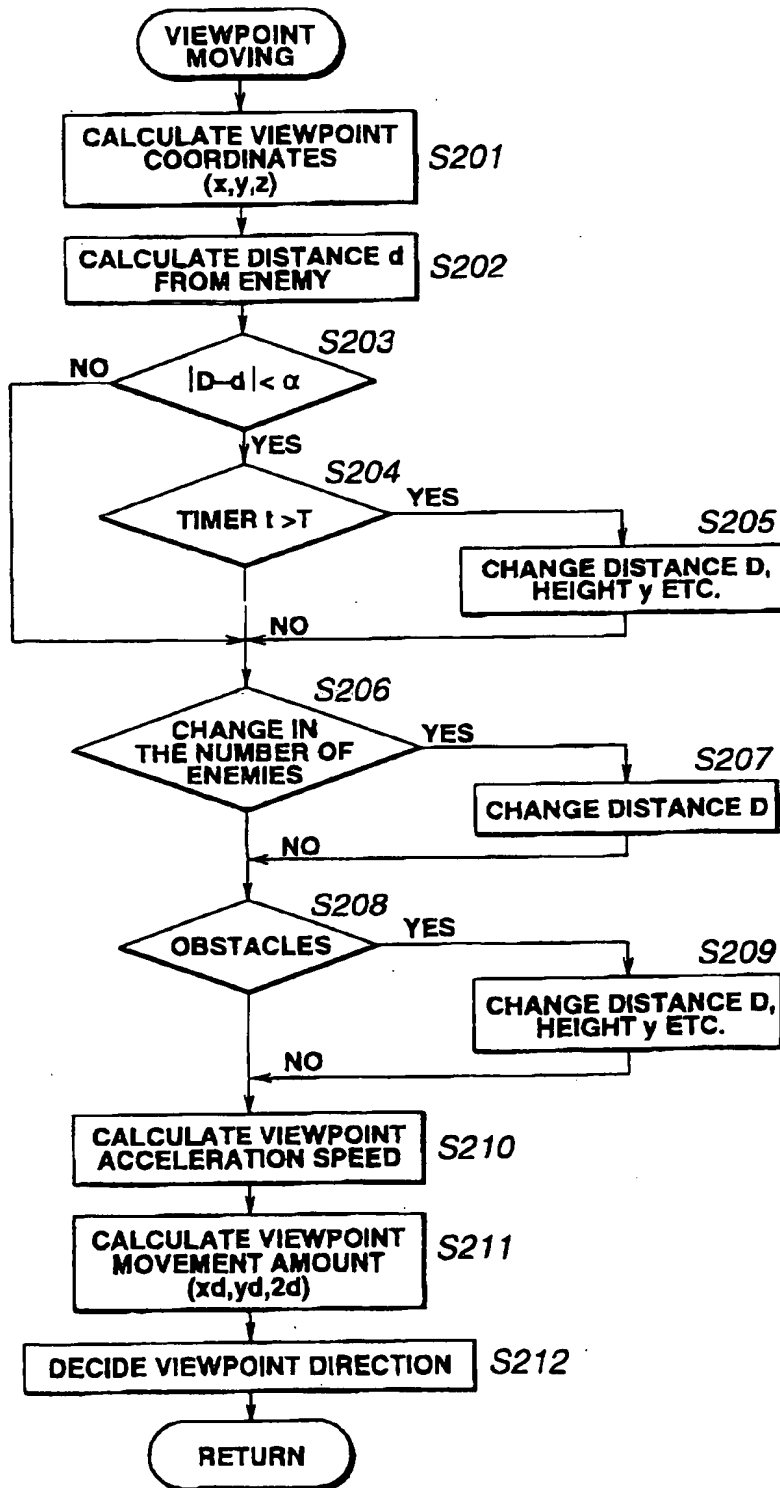 VIEWPOINT
MOVING
CALCULATE VIEWPOINT
COORDINATES
(x,y,z)
S201
CALCULATE DISTANCE d
FROM ENEMY
S202
S203
NO
|D–d| < α
YES
S204
TIMER t >T
YES
S205
CHANGE DISTANCE D,
HEIGHT y ETC.
NO
S206
CHANGE IN
THE NUMBER OF
ENEMIES
YES
S207
CHANGE DISTANCE D
NO
S208
OBSTACLES
YES
S209
CHANGE DISTANCE D,
HEIGHT y ETC.
NO
CALCULATE VIEWPOINT
ACCELERATION SPEED
S210
CALCULATE VIEWPOINT
MOVEMENT AMOUNT
(xd,yd,2d)
S211
DECIDE VIEWPOINT DIRECTION
S212
RETURN